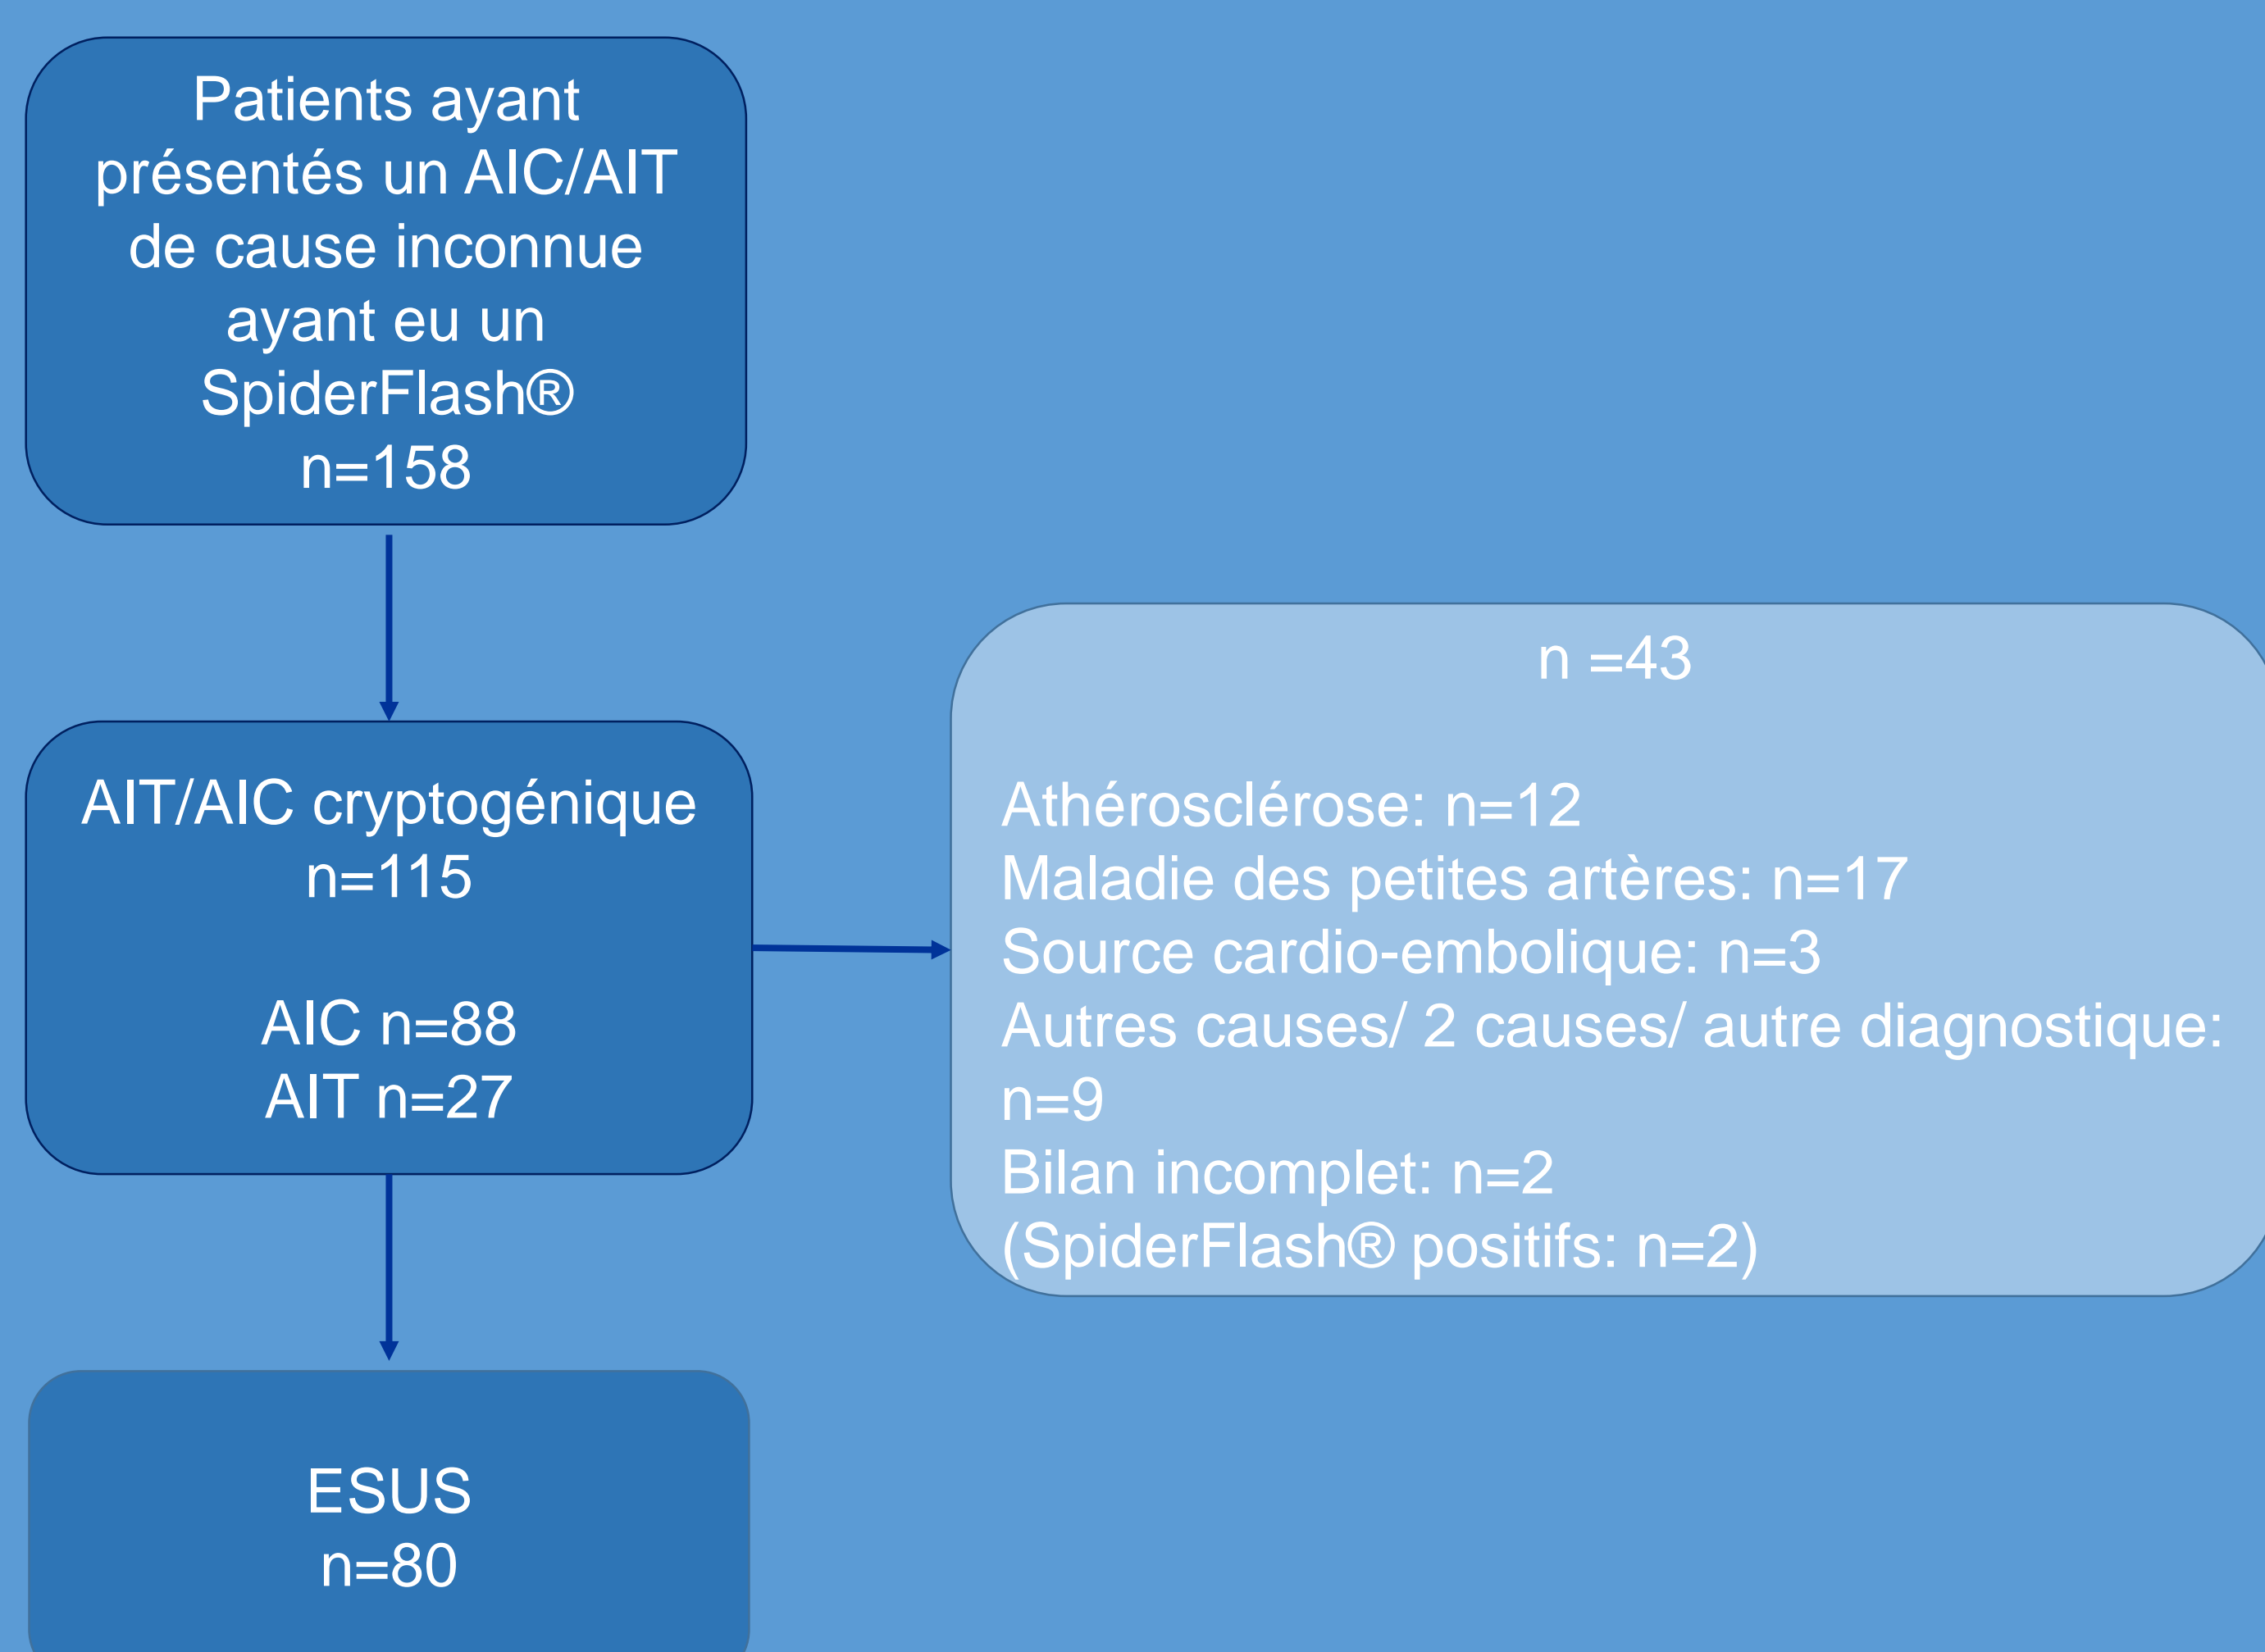 Patients ayant
présentés un AIC/AIT
de cause inconnue
ayant eu un
SpiderFlash®
n=158
AIT/AIC cryptogénique
n=115
AIC n=88
AIT n=27
n =43
Athérosclérose: n=12
Maladie des petites artères: n=17
Source cardio-embolique: n=3
Autres causes/ 2 causes/ autre diagnostique:
n=9
Bilan incomplet: n=2
(SpiderFlash® positifs: n=2)
ESUS
n=80